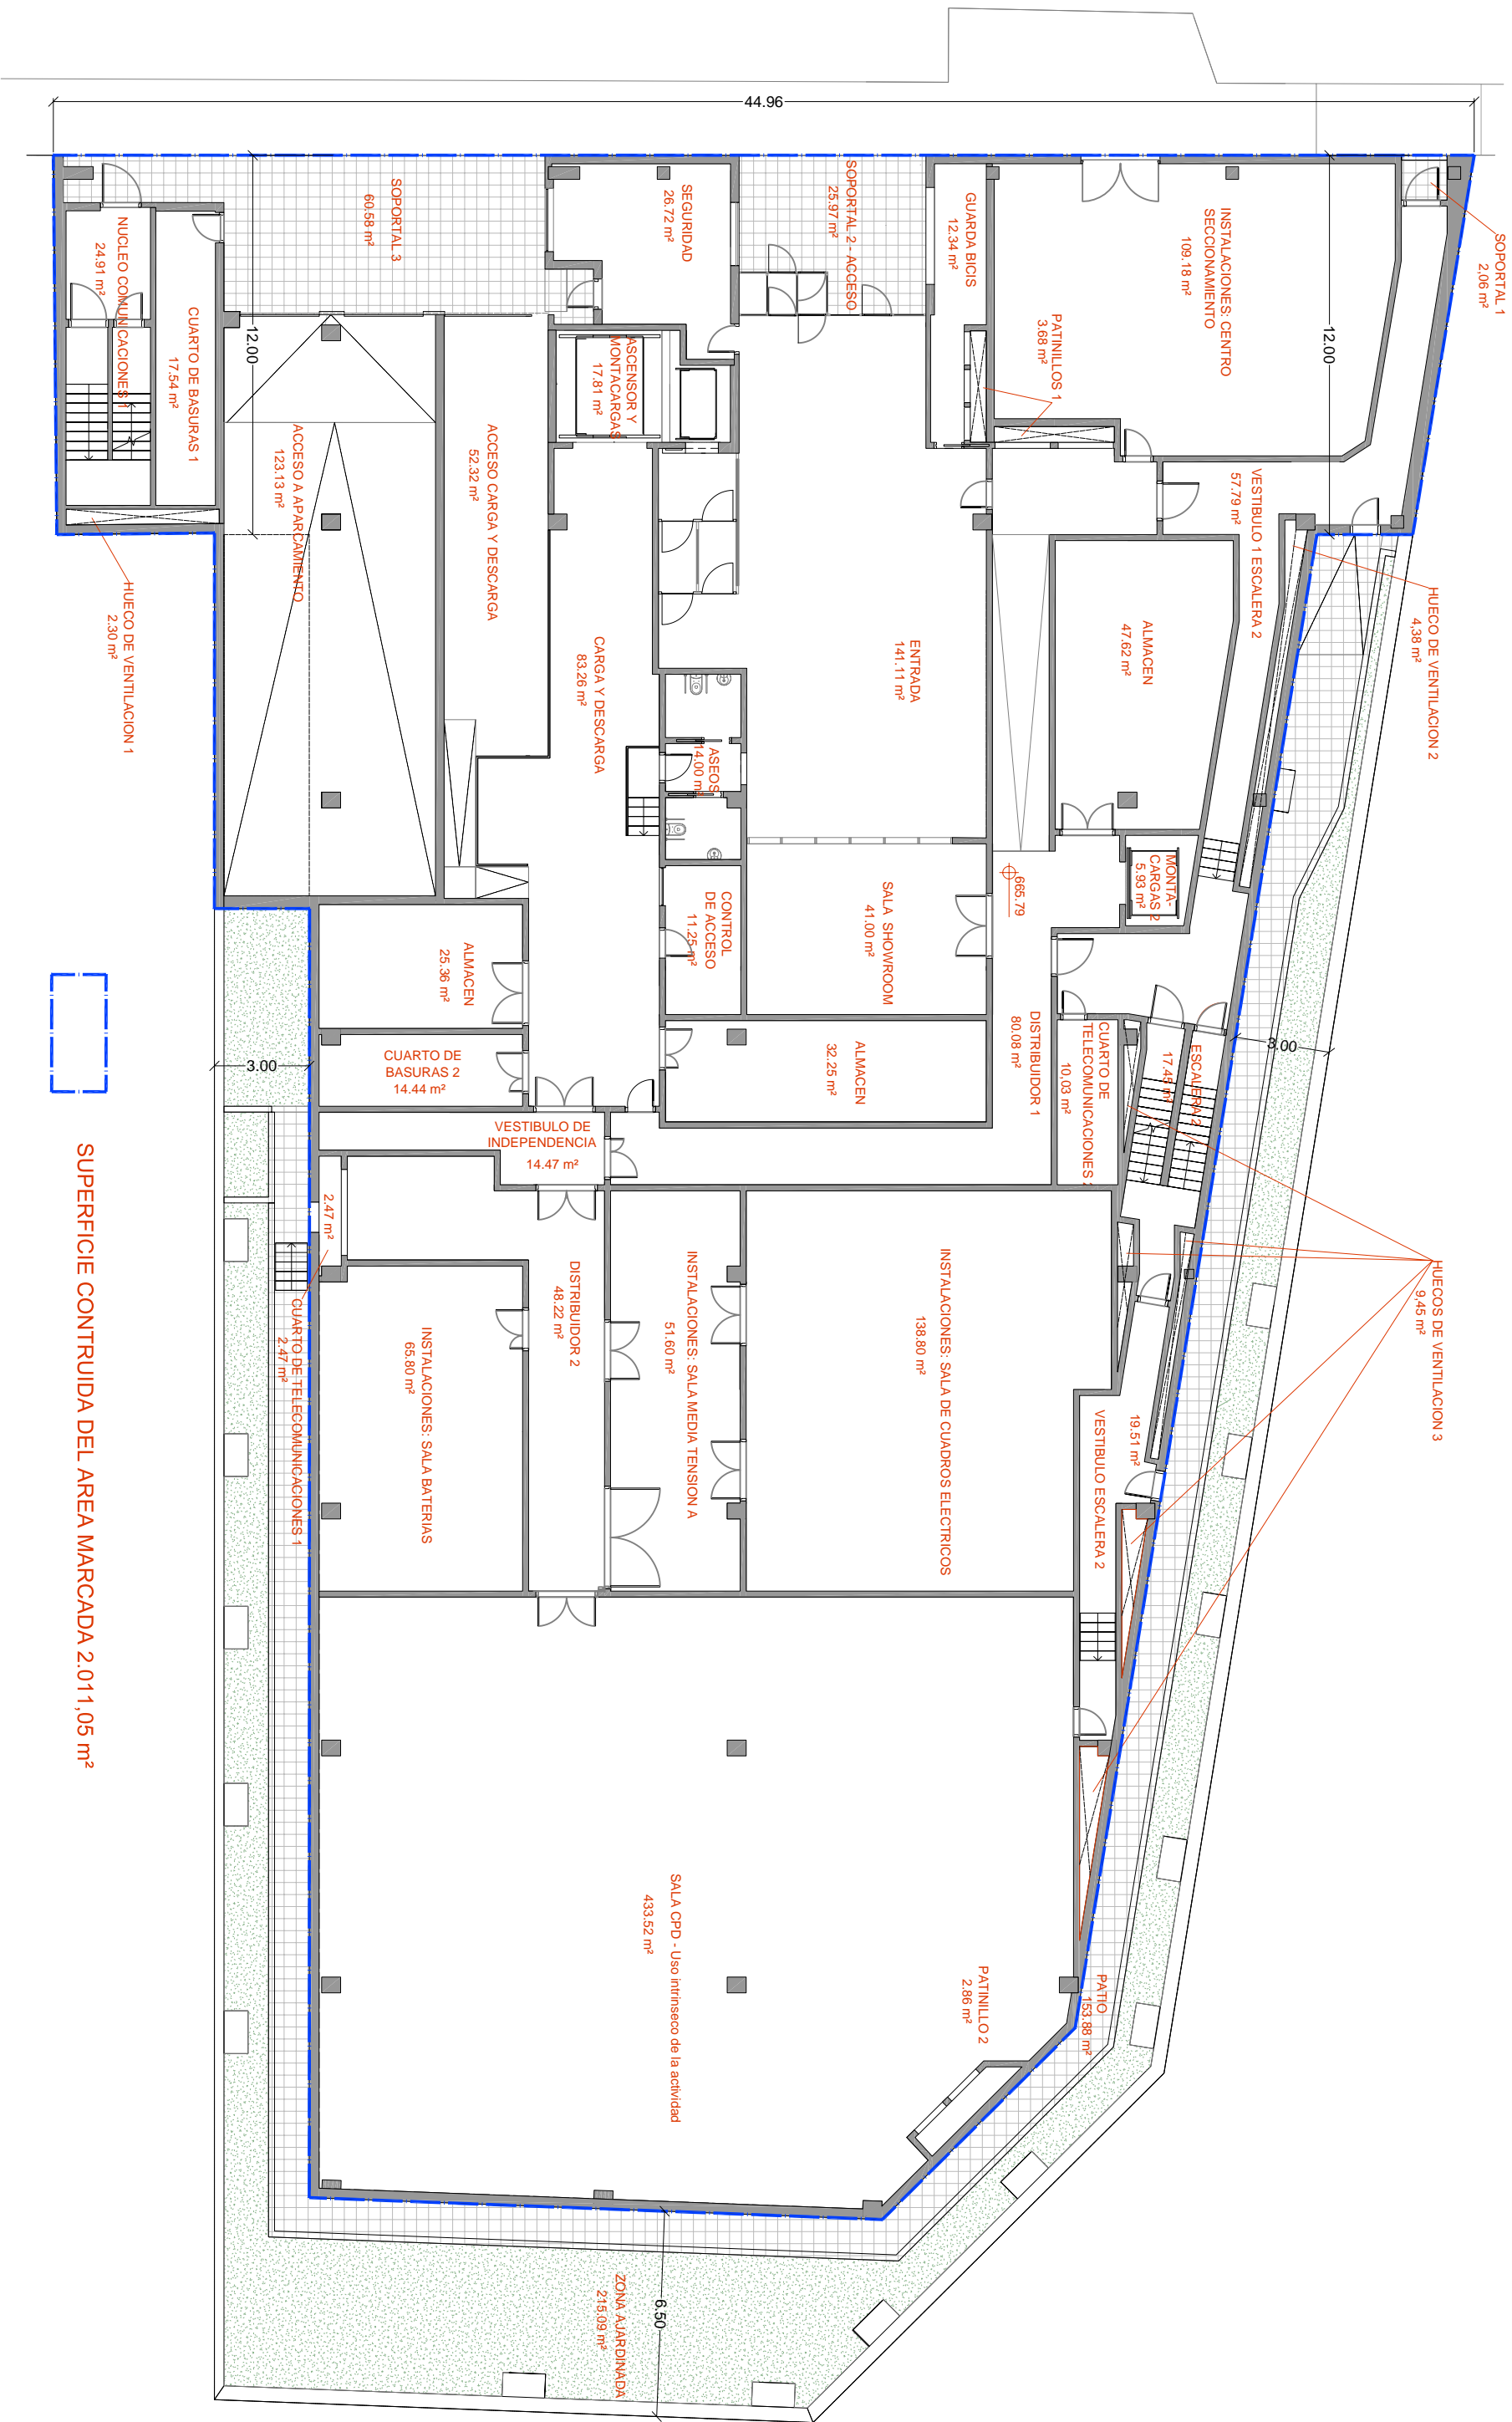 44.96
SOPORTAL 1
2,06 m²
12.00
INSTALACIONES: CENTRO
SECCIONAMIENTO
109.18 m²
GUARDA BICIS
12.34 m²
PATINILLOS 1
3.68 m²
SOPORTAL 2 - ACCESO
25.97 m²
SEGURIDAD
26.72 m²
ASCENSOR Y
MONTACARGAS
17.81 m²
SOPORTAL 3
60.58 m²
12.00
NUCLEO COMUNICACIONES 1
24.91 m²
CUARTO DE BASURAS 1
17.54 m²
ACCESO A APARCAMIENTO
123.13 m²
ACCESO CARGA Y DESCARGA
52.32 m²
HUECO DE VENTILACION 1
2.30 m²
CARGA Y DESCARGA
83.26 m²
ENTRADA
141.11 m²
VESTIBULO 1 ESCALERA 2
57.79 m²
HUECO DE VENTILACION 2
4,38 m²
ALMACEN
47.62 m²
ASEOS
14.00 m²
MONTA-
CARGAS 2
5.93 m²
665.79
SALA SHOWROOM
41.00 m²
CONTROL
DE ACCESO
11.25 m²
ALMACEN
25.36 m²
CUARTO DE
BASURAS 2
14.44 m²
ALMACEN
32.25 m²
DISTRIBUIDOR 1
80.08 m²
CUARTO DE
TELECOMUNICACIONES 2
10,03 m²
ESCALERA 2
17.45 m²
3.00
3.00
VESTIBULO DE
INDEPENDENCIA
14.47 m²
2.47 m²
CUARTO DE TELECOMUNICACIONES 1
2.47 m²
DISTRIBUIDOR 2
48.22 m²
INSTALACIONES: SALA BATERIAS
65.80 m²
INSTALACIONES: SALA MEDIA TENSION A
51.60 m²
INSTALACIONES: SALA DE CUADROS ELECTRICOS
138.80 m²
VESTIBULO ESCALERA 2
19.51 m²
HUECOS DE VENTILACION 3
9,45 m²
SALA CPD - Uso intrinseco de la actividad
433.52 m²
PATINILLO 2
2.86 m²
PATIO
153.88 m²
6.50
ZONA AJARDINADA
215.09 m²
SUPERFICIE CONTRUIDA DEL AREA MARCADA 2.011,05 m²